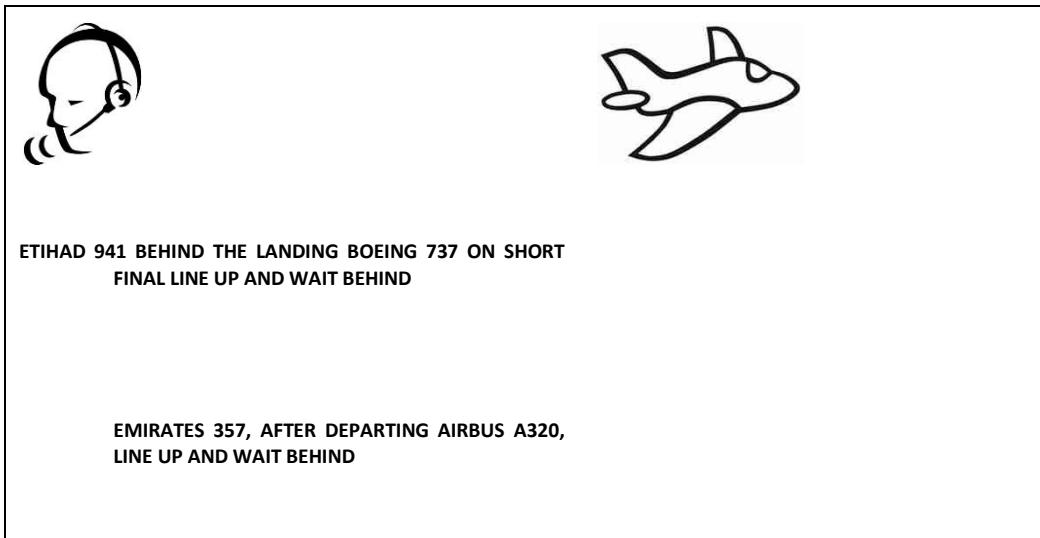 ETIHAD 941 BEHIND THE LANDING BOEING 737 ON SHORT
FINAL LINE UP AND WAIT BEHIND
EMIRATES 357, AFTER DEPARTING AIRBUS A320,
LINE UP AND WAIT BEHIND